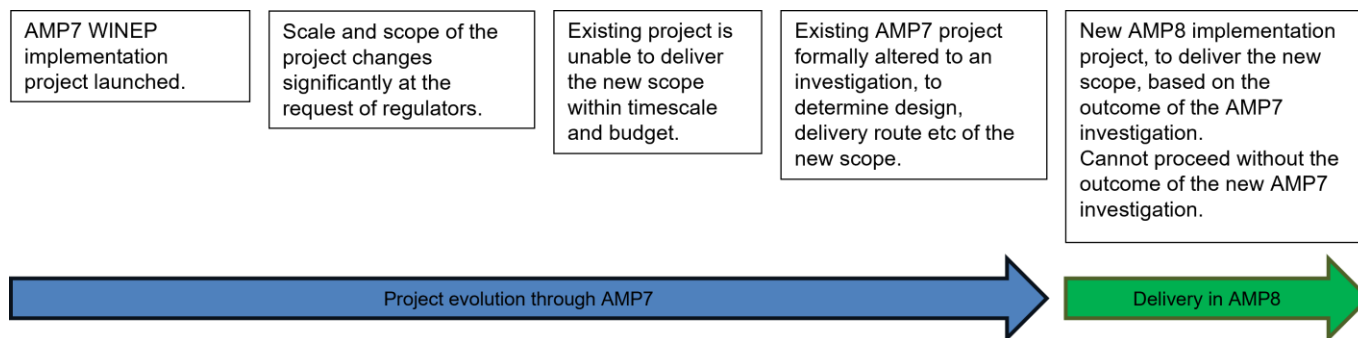 AMP7 WINEP
implementation
project launched.
Scale and scope of the
project changes
significantly at the
request of regulators.
Existing project is
unable to deliver
the new scope
within timescale
and budget.
Existing AMP7 project
formally altered to an
investigation, to
determine design,
delivery route etc of
the new scope.
New AMP8 implementation
project, to deliver the new
scope, based on the
outcome of the AMP7
investigation.
Cannot proceed without the
outcome of the new AMP7
investigation.
Project evolution through AMP7
Delivery in AMP8